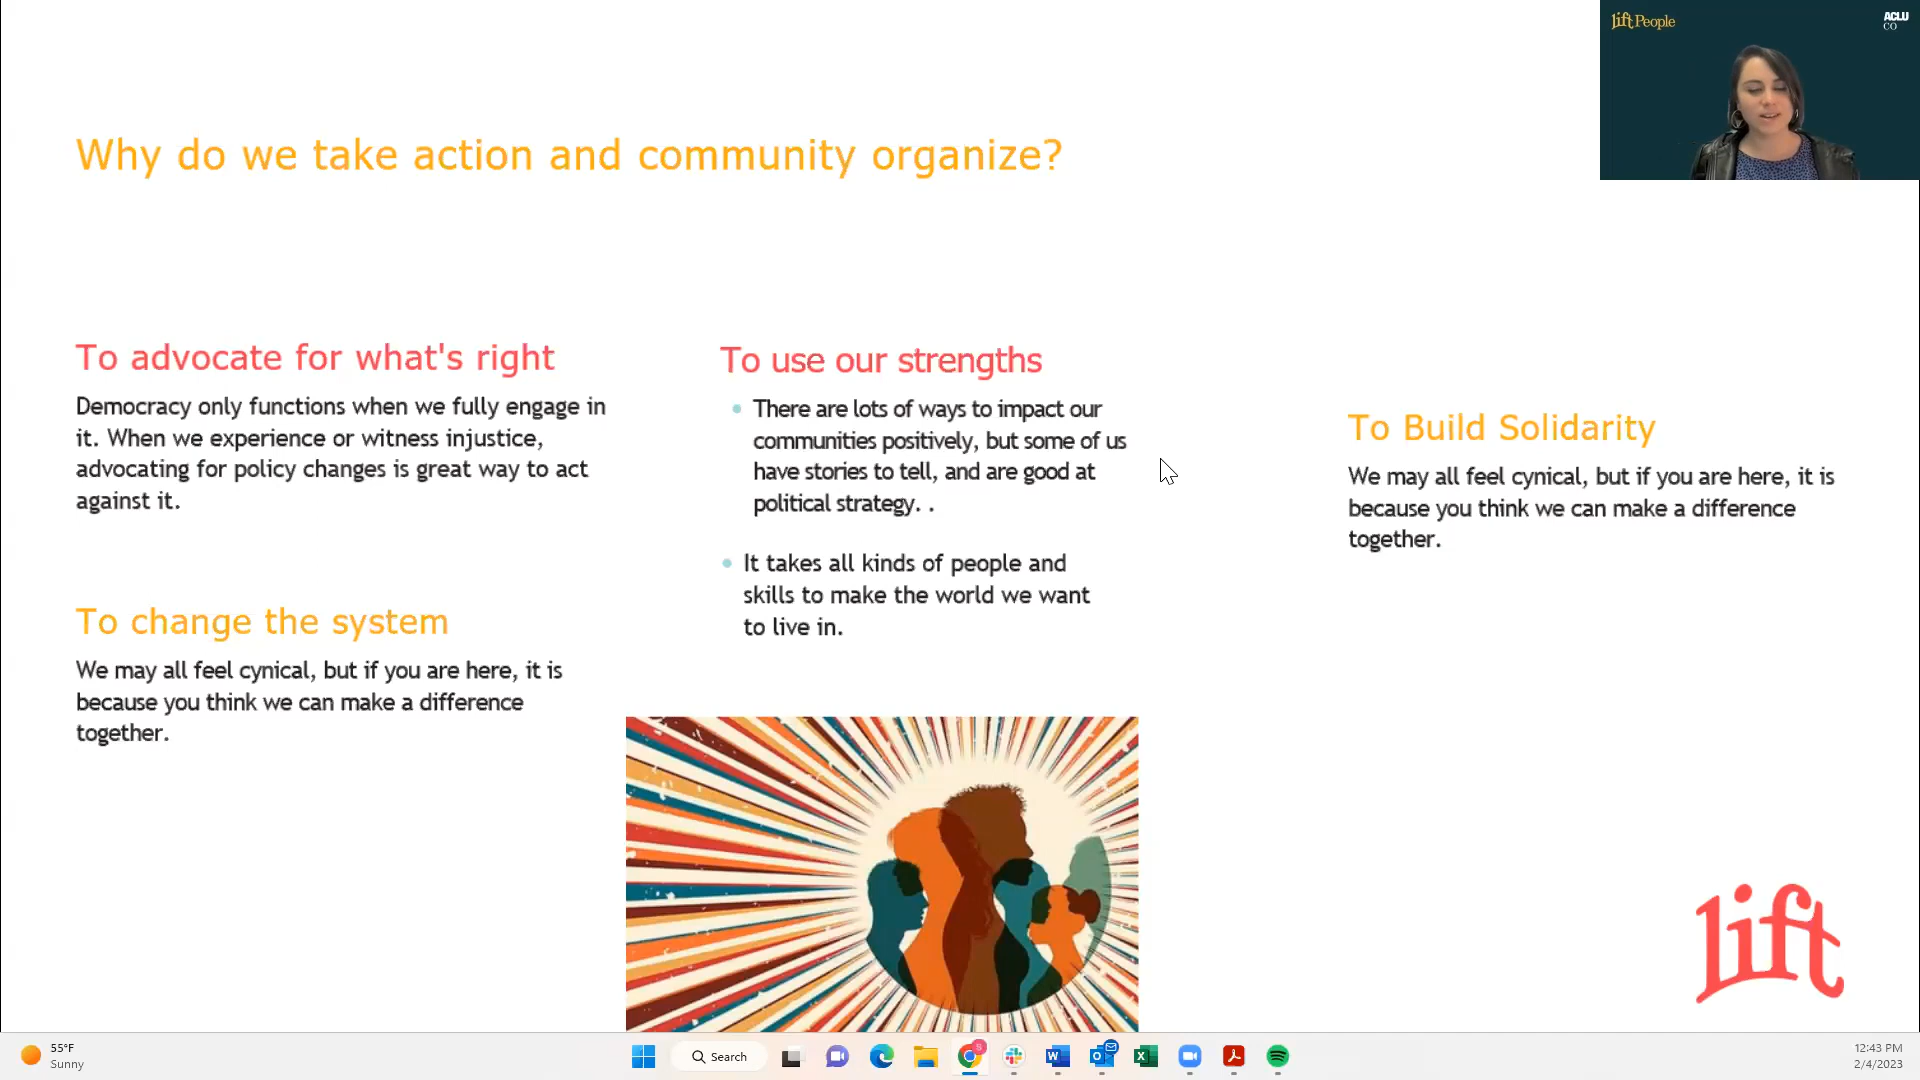 lift People
ACLU
CO
Why do we take action and community organize?
To advocate for what's right
Democracy only functions when we fully engage in
it. When we experience or witness injustice,
advocating for policy changes is great way to act
against it.
To change the system
We may all feel cynical, but if you are here, it is
because you think we can make a difference
together.
To use our strengths
There are lots of ways to impact our
communities positively, but some of us
have stories to tell, and are good at
political strategy. .
It takes all kinds of people and
skills to make the world we want
to live in.
To Build Solidarity
We may all feel cynical, but if you are here, it is
because you think we can make a difference
together.
lift
55°F
Sunny
Search
S
W
O
X
12:43 PM
2/4/2023